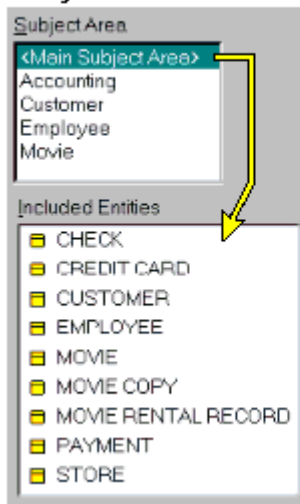 Subject Area
<Main Subject Area>
Accounting
Customer
Employee
Movie
Included Entities
CHECK
CREDIT CARD
CUSTOMER
EMPLOYEE
MOVIE
MOVIE COPY
MOVIE RENTAL RECORD
PAYMENT
STORE